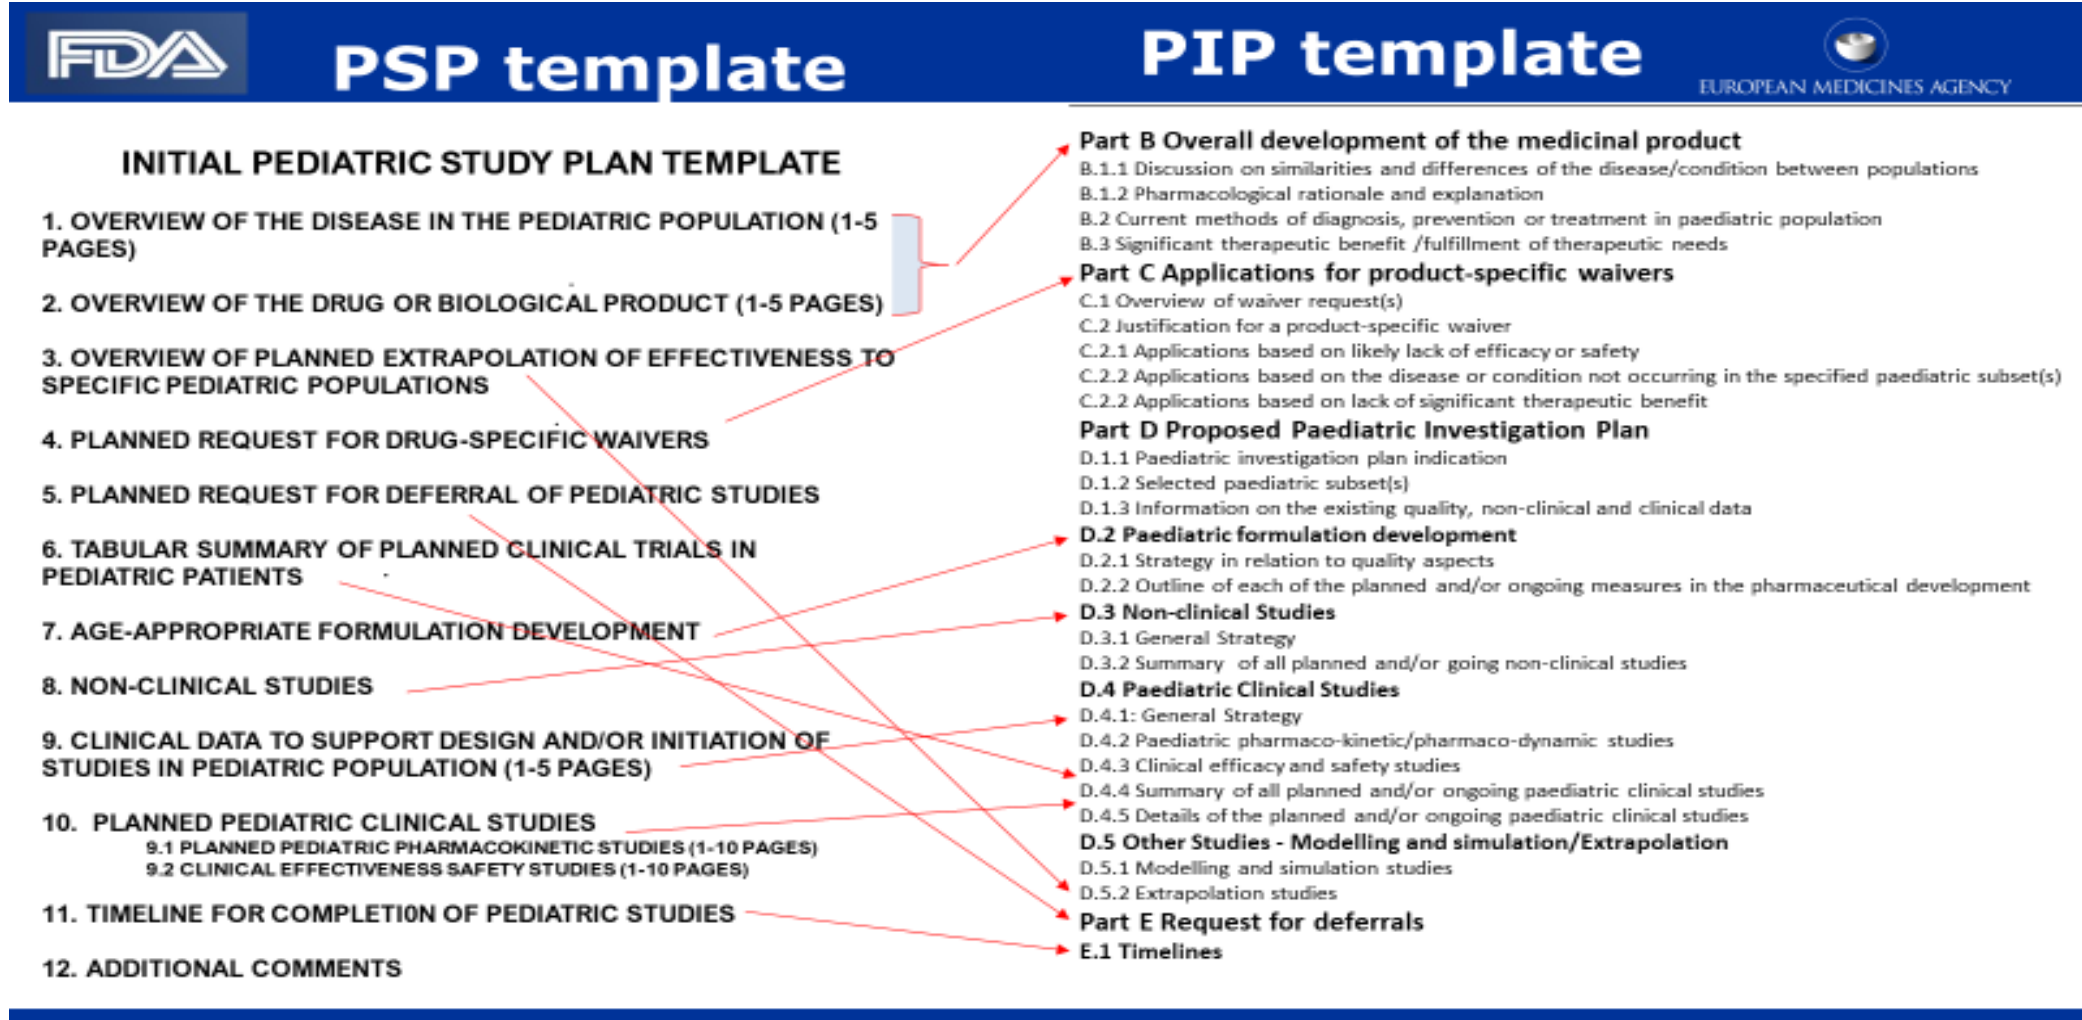 FDA
PSP template
PIP template
EUROPEAN MEDICINES AGENCY
INITIAL PEDIATRIC STUDY PLAN TEMPLATE
1. OVERVIEW OF THE DISEASE IN THE PEDIATRIC POPULATION (1-5
PAGES)
2. OVERVIEW OF THE DRUG OR BIOLOGICAL PRODUCT (1-5 PAGES)
3. OVERVIEW OF PLANNED EXTRAPOLATION OF EFFECTIVENESS TO
SPECIFIC PEDIATRIC POPULATIONS
4. PLANNED REQUEST FOR DRUG-SPECIFIC WAIVERS
5. PLANNED REQUEST FOR DEFERRAL OF PEDIATRIC STUDIES
6. TABULAR SUMMARY OF PLANNED CLINICAL TRIALS IN
PEDIATRIC PATIENTS
7. AGE-APPROPRIATE FORMULATION DEVELOPMENT
8. NON-CLINICAL STUDIES
9. CLINICAL DATA TO SUPPORT DESIGN AND/OR INITIATION OF
STUDIES IN PEDIATRIC POPULATION (1-5 PAGES)
10. PLANNED PEDIATRIC CLINICAL STUDIES
9.1 PLANNED PEDIATRIC PHARMACOKINETIC STUDIES (1-10 PAGES)
9.2 CLINICAL EFFECTIVENESS SAFETY STUDIES (1-10 PAGES)
11. TIMELINE FOR COMPLETI0N OF PEDIATRIC STUDIES
12. ADDITIONAL COMMENTS
Part B Overall development of the medicinal product
B.1.1 Discussion on similarities and differences of the disease/condition between populations
B.1.2 Pharmacological rationale and explanation
B.2 Current methods of diagnosis, prevention or treatment in paediatric population
B.3 Significant therapeutic benefit /fulfillment of therapeutic needs
Part C Applications for product-specific waivers
C.1 Overview of waiver request(s)
C.2 Justification for a product-specific waiver
C.2.1 Applications based on likely lack of efficacy or safety
C.2.2 Applications based on the disease or condition not occurring in the specified paediatric subset(s)
C.2.2 Applications based on lack of significant therapeutic benefit
Part D Proposed Paediatric Investigation Plan
D.1.1 Paediatric investigation plan indication
D.1.2 Selected paediatric subset(s)
D.1.3 Information on the existing quality, non-clinical and clinical data
D.2 Paediatric formulation development
D.2.1 Strategy in relation to quality aspects
D.2.2 Outline of each of the planned and/or ongoing measures in the pharmaceutical development
D.3 Non-clinical Studies
D.3.1 General Strategy
D.3.2 Summary of all planned and/or going non-clinical studies
D.4 Paediatric Clinical Studies
D.4.1: General Strategy
D.4.2 Paediatric pharmaco-kinetic/pharmaco-dynamic studies
D.4.3 Clinical efficacy and safety studies
D.4.4 Summary of all planned and/or ongoing paediatric clinical studies
D.4.5 Details of the planned and/or ongoing paediatric clinical studies
D.5 Other Studies - Modelling and simulation/Extrapolation
D.5.1 Modelling and simulation studies
D.5.2 Extrapolation studies
Part E Request for deferrals
E.1 Timelines